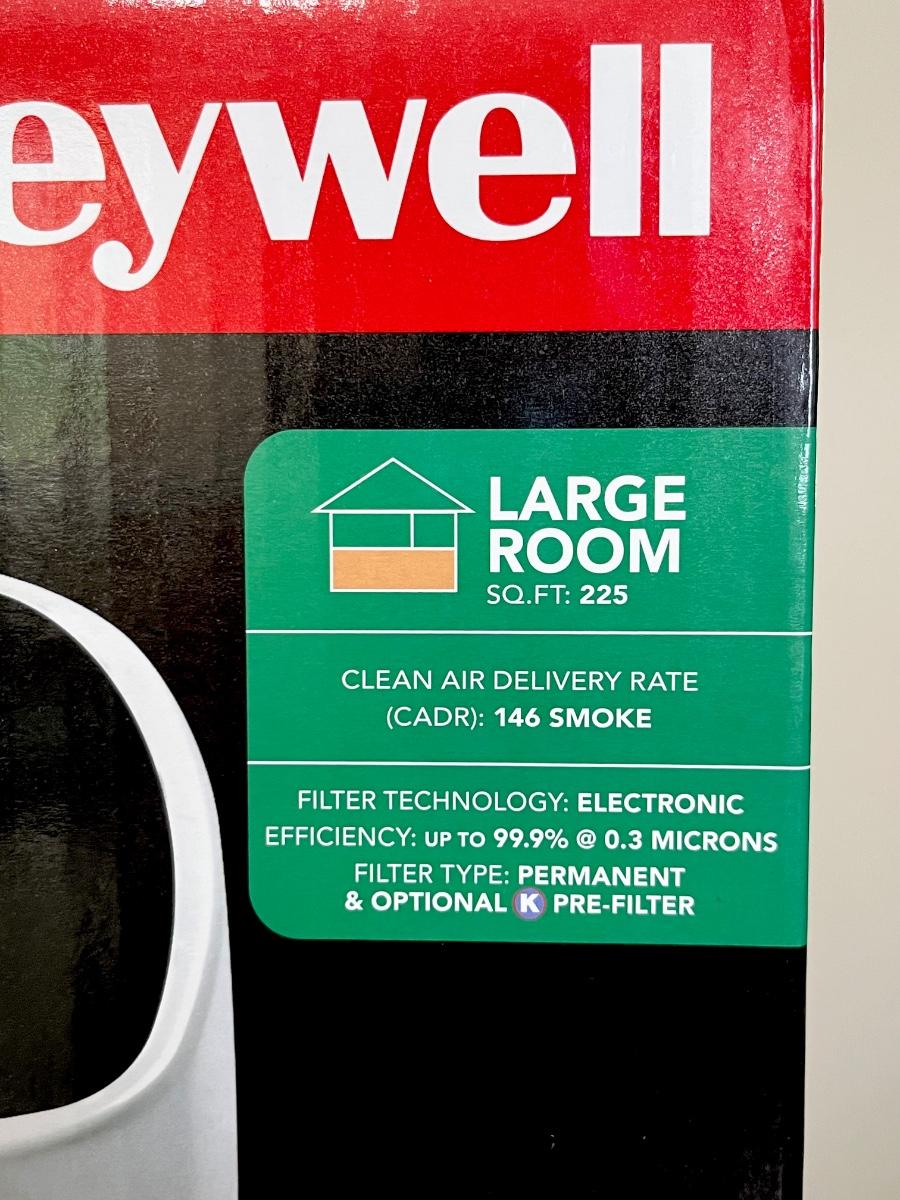 eywell
LARGE
ROOM
SQ.FT: 225
CLEAN AIR DELIVERY RATE
(CADR): 146 SMOKE
FILTER TECHNOLOGY: ELECTRONIC
EFFICIENCY: UP TO 99.9% @ 0.3 MICRONS
FILTER TYPE: PERMANENT
& OPTIONAL K PRE-FILTER